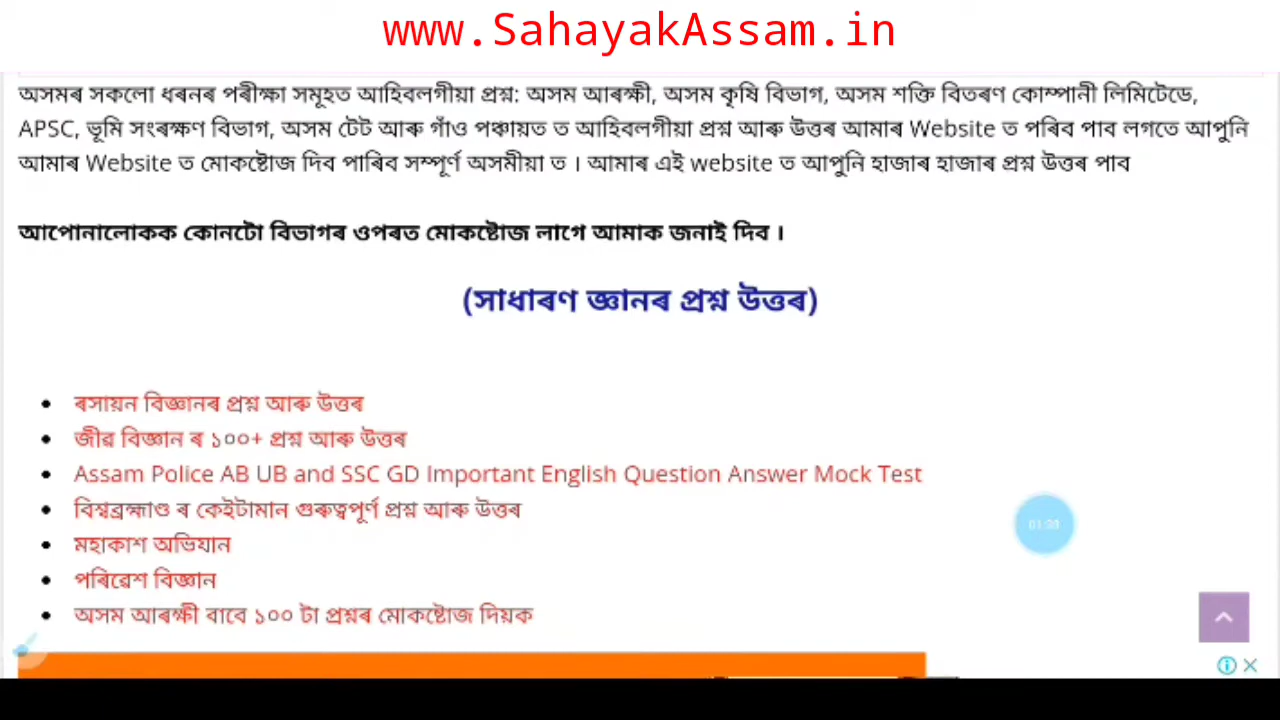 www.SahayakAssam.in
অসমৰ সকলো ধৰনৰ পৰীক্ষা সমূহত আহিবলগীয়া প্ৰশ্ন: অসম আৰক্ষী, অসম কৃষি বিভাগ, অসম শক্তি বিতৰণ কোম্পানী লিমিটেডে,
APSC, ভূমি সংৰক্ষণ বিভাগ, অসম টেট আৰু গাঁও পঞ্চায়ত ত আহিবলগীয়া প্ৰশ্ন আৰু উত্তৰ আমাৰ Website ত পৰিব পাব লগতে আপুনি
আমাৰ Website ত মোকষ্টোজ দিব পাৰিব সম্পূৰ্ণ অসমীয়া ত । আমাৰ এই website ত আপুনি হাজাৰ হাজাৰ প্ৰশ্ন উত্তৰ পাব
আপোনালোকক কোনটো বিভাগৰ ওপৰত মোকষ্টোজ লাগে আমাক জনাই দিব ।
(সাধাৰণ জ্ঞানৰ প্ৰশ্ন উত্তৰ)
ৰসায়ন বিজ্ঞানৰ প্ৰশ্ন আৰু উত্তৰ
জীৱ বিজ্ঞান ৰ ১০০+ প্ৰশ্ন আৰু উত্তৰ
Assam Police AB UB and SSC GD Important English Question Answer Mock Test
বিশ্বব্ৰহ্মাণ্ড ৰ কেইটামান গুৰুত্বপূৰ্ণ প্ৰশ্ন আৰু উত্তৰ
মহাকাশ অভিযান
পৰিৱেশ বিজ্ঞান
অসম আৰক্ষী বাবে ১০০ টা প্ৰশ্নৰ মোকষ্টোজ দিয়ক